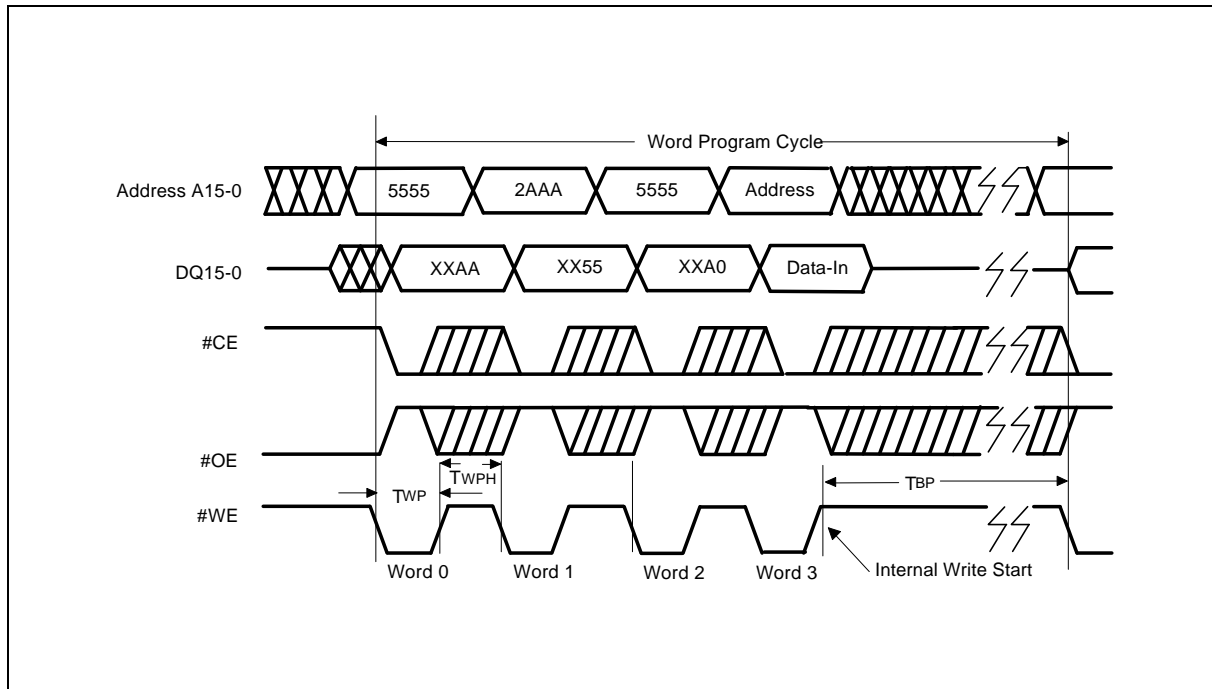 Word Program Cycle
Address A15-0
5555
2AAA
5555
Address
DQ15-0
XXAA
XX55
XXA0
Data-In
#CE
#OE
TWPH
TWP
TBP
#WE
Word 0
Word 1
Word 2
Word 3
Internal Write Start